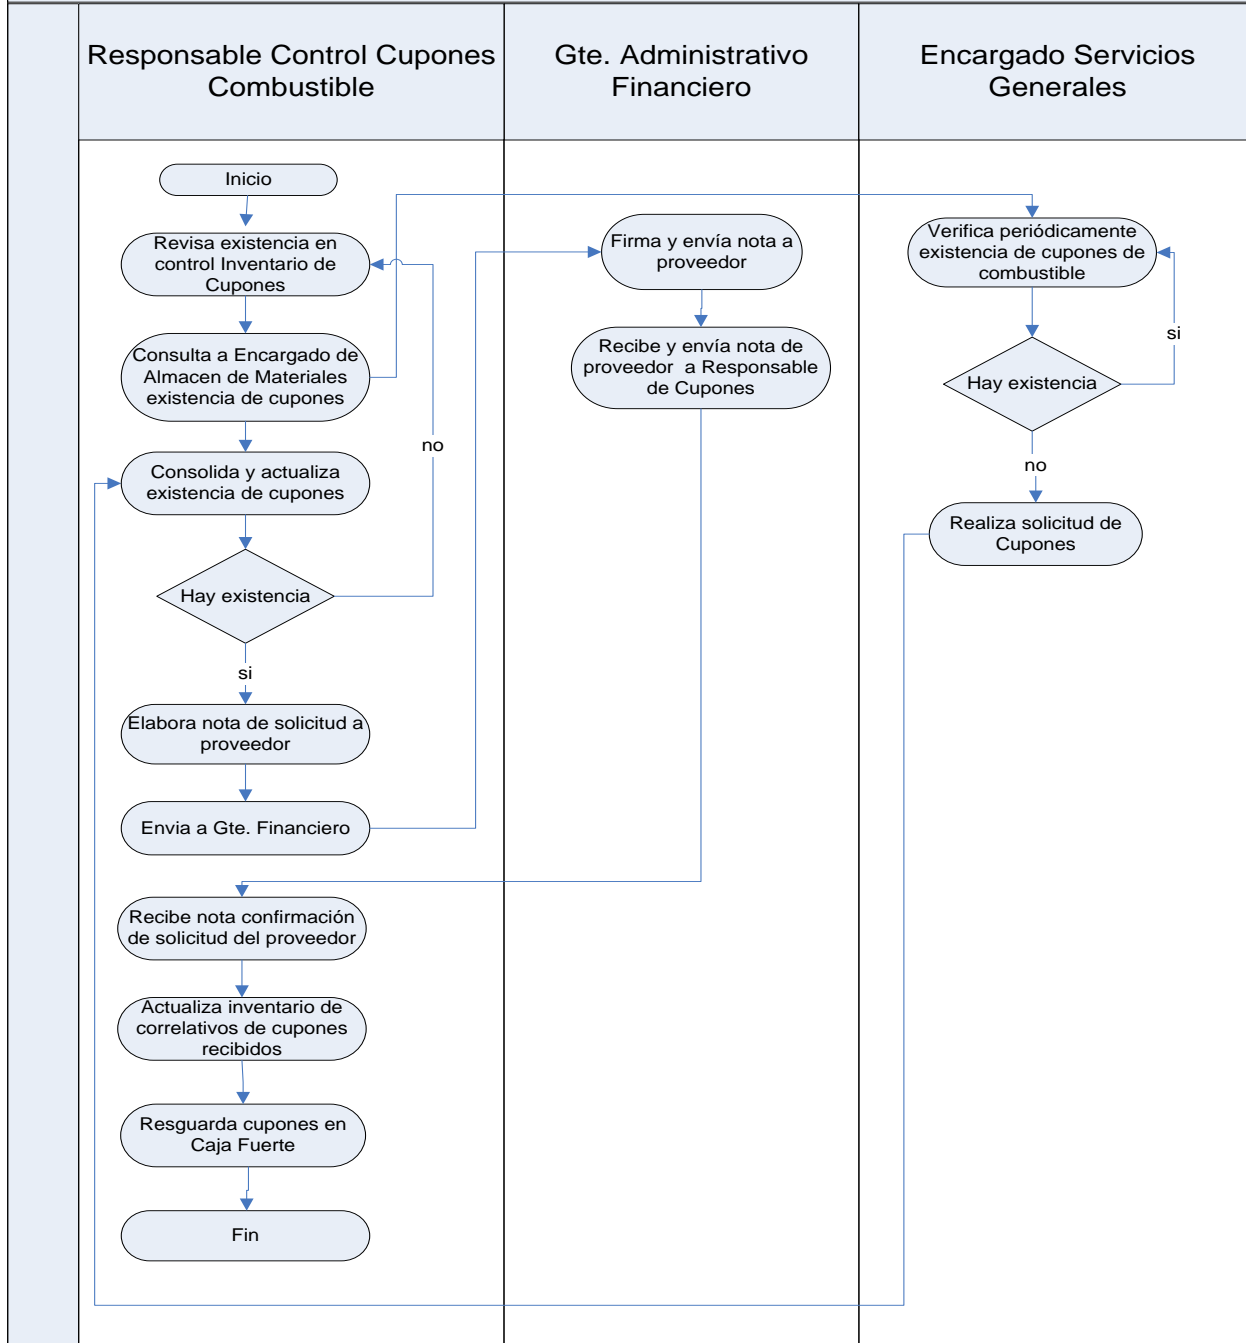 Responsable Control Cupones
Combustible
Gte. Administrativo
Financiero
Encargado Servicios
Generales
Inicio
Revisa existencia en
control Inventario de
Cupones
Consulta a Encargado de
Almacen de Materiales
existencia de cupones
Consolida y actualiza
existencia de cupones
Hay existencia
no
si
Elabora nota de solicitud a
proveedor
Envia a Gte. Financiero
Recibe nota confirmación
de solicitud del proveedor
Actualiza inventario de
correlativos de cupones
recibidos
Resguarda cupones en
Caja Fuerte
Fin
Firma y envía nota a
proveedor
Recibe y envía nota de
proveedor a Responsable
de Cupones
Verifica periódicamente
existencia de cupones de
combustible
si
Hay existencia
no
Realiza solicitud de
Cupones